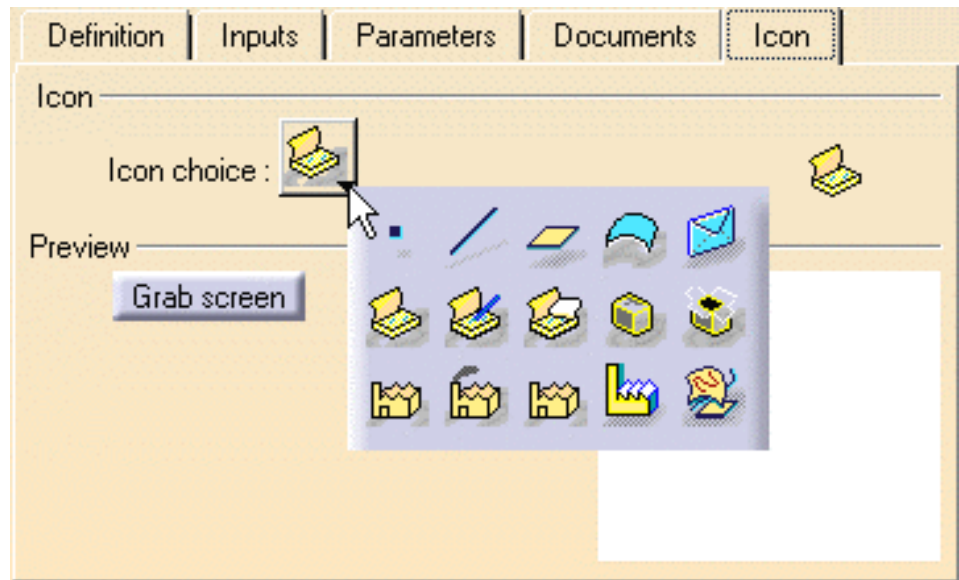 Definition Inputs Parameters Documents Icon
Icon
Icon choice :
Preview
Grab screen